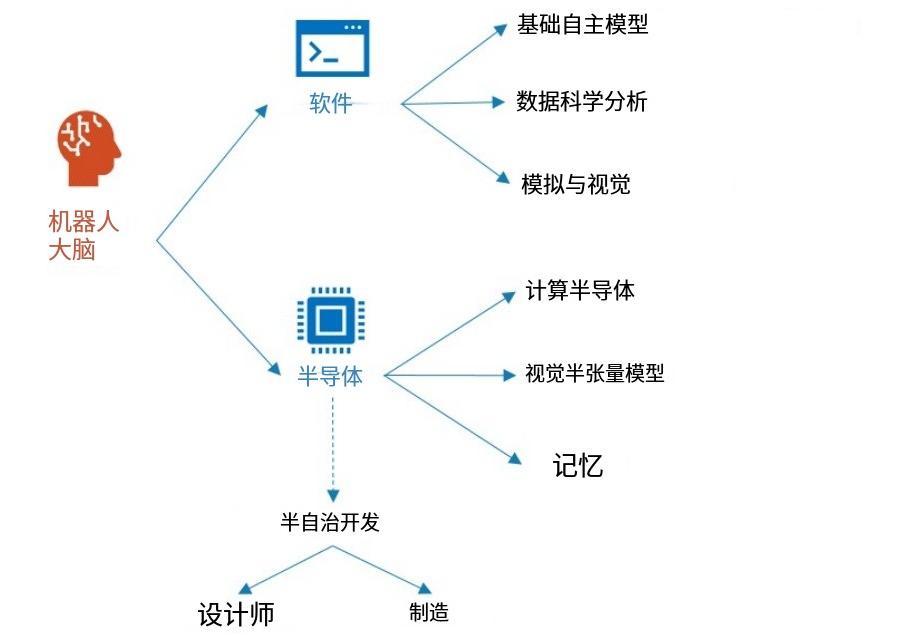 基础自主模型
软件
数据科学分析
模拟与视觉
机器人
大脑
计算半导体
半导体
视觉半张量模型
记忆
半自治开发
设计师
制造